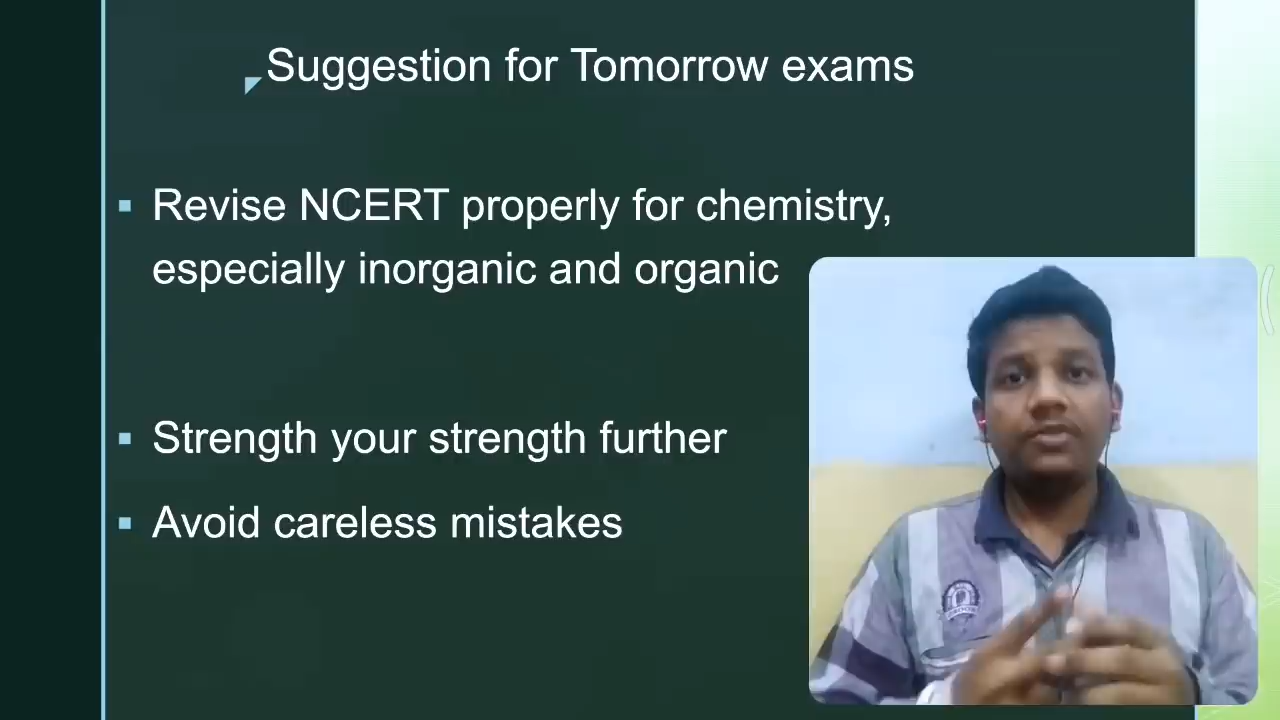 Suggestion for Tomorrow exams
Revise NCERT properly for chemistry,
especially inorganic and organic
Strength your strength further
Avoid careless mistakes